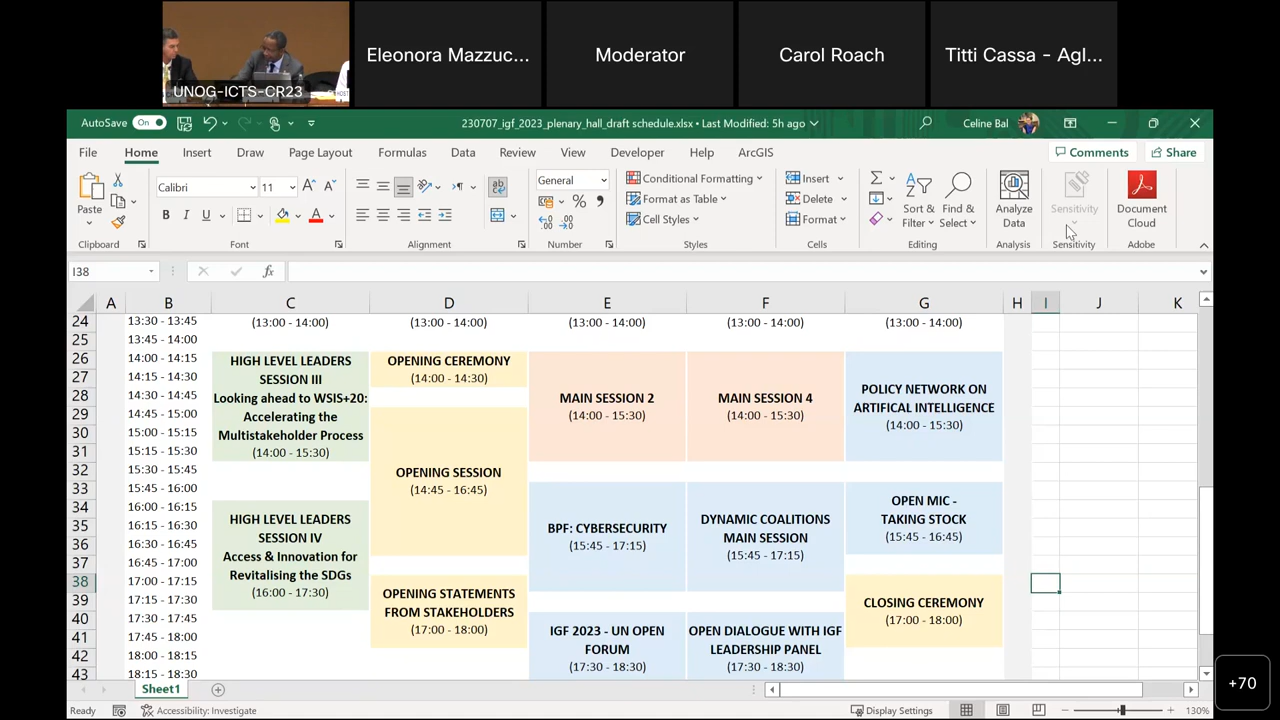 UNOG-ICTS-CR23
Eleonora Mazzuc...
Moderator
Carol Roach
Titti Cassa - AgI...
AutoSave On
230707_igf_2023_plenary_hall_draft schedule.xlsx • Last Modified: 5h ago
Celine Bal
File Home Insert Draw Page Layout Formulas Data Review View Developer Help ArcGIS Comments Share
Paste
Clipboard
Calibri 11
B I U
Font
Alignment
General
Number
Conditional Formatting
Format as Table
Cell Styles
Styles
Insert
Delete
Format
Cells
Sort & Filter
Find & Select
Editing
Analyze Data
Analysis
Sensitivity
Sensitivity
Document Cloud
Adobe
I38 fx
A B C D E F G H I J K
24 13:30 - 13:45 (13:00 - 14:00) (13:00 - 14:00) (13:00 - 14:00) (13:00 - 14:00) (13:00 - 14:00)
25 13:45 - 14:00
26 14:00 - 14:15
27 14:15 - 14:30
28 14:30 - 14:45
29 14:45 - 15:00
30 15:00 - 15:15
31 15:15 - 15:30
32 15:30 - 15:45
33 15:45 - 16:00
34 16:00 - 16:15
35 16:15 - 16:30
36 16:30 - 16:45
37 16:45 - 17:00
38 17:00 - 17:15
39 17:15 - 17:30
40 17:30 - 17:45
41 17:45 - 18:00
42 18:00 - 18:15
43 18:15 - 18:30
HIGH LEVEL LEADERS
SESSION III
Looking ahead to WSIS+20:
Accelerating the
Multistakeholder Process
(14:00 - 15:30)
HIGH LEVEL LEADERS
SESSION IV
Access & Innovation for
Revitalising the SDGs
(16:00 - 17:30)
OPENING CEREMONY
(14:00 - 14:30)
OPENING SESSION
(14:45 - 16:45)
OPENING STATEMENTS
FROM STAKEHOLDERS
(17:00 - 18:00)
MAIN SESSION 2
(14:00 - 15:30)
BPF: CYBERSECURITY
(15:45 - 17:15)
IGF 2023 - UN OPEN
FORUM
(17:30 - 18:30)
MAIN SESSION 4
(14:00 - 15:30)
DYNAMIC COALITIONS
MAIN SESSION
(15:45 - 17:15)
OPEN DIALOGUE WITH IGF
LEADERSHIP PANEL
(17:30 - 18:30)
POLICY NETWORK ON
ARTIFICAL INTELLIGENCE
(14:00 - 15:30)
OPEN MIC -
TAKING STOCK
(15:45 - 16:45)
CLOSING CEREMONY
(17:00 - 18:00)
Sheet1
Ready
Accessibility: Investigate
Display Settings
130%
+70